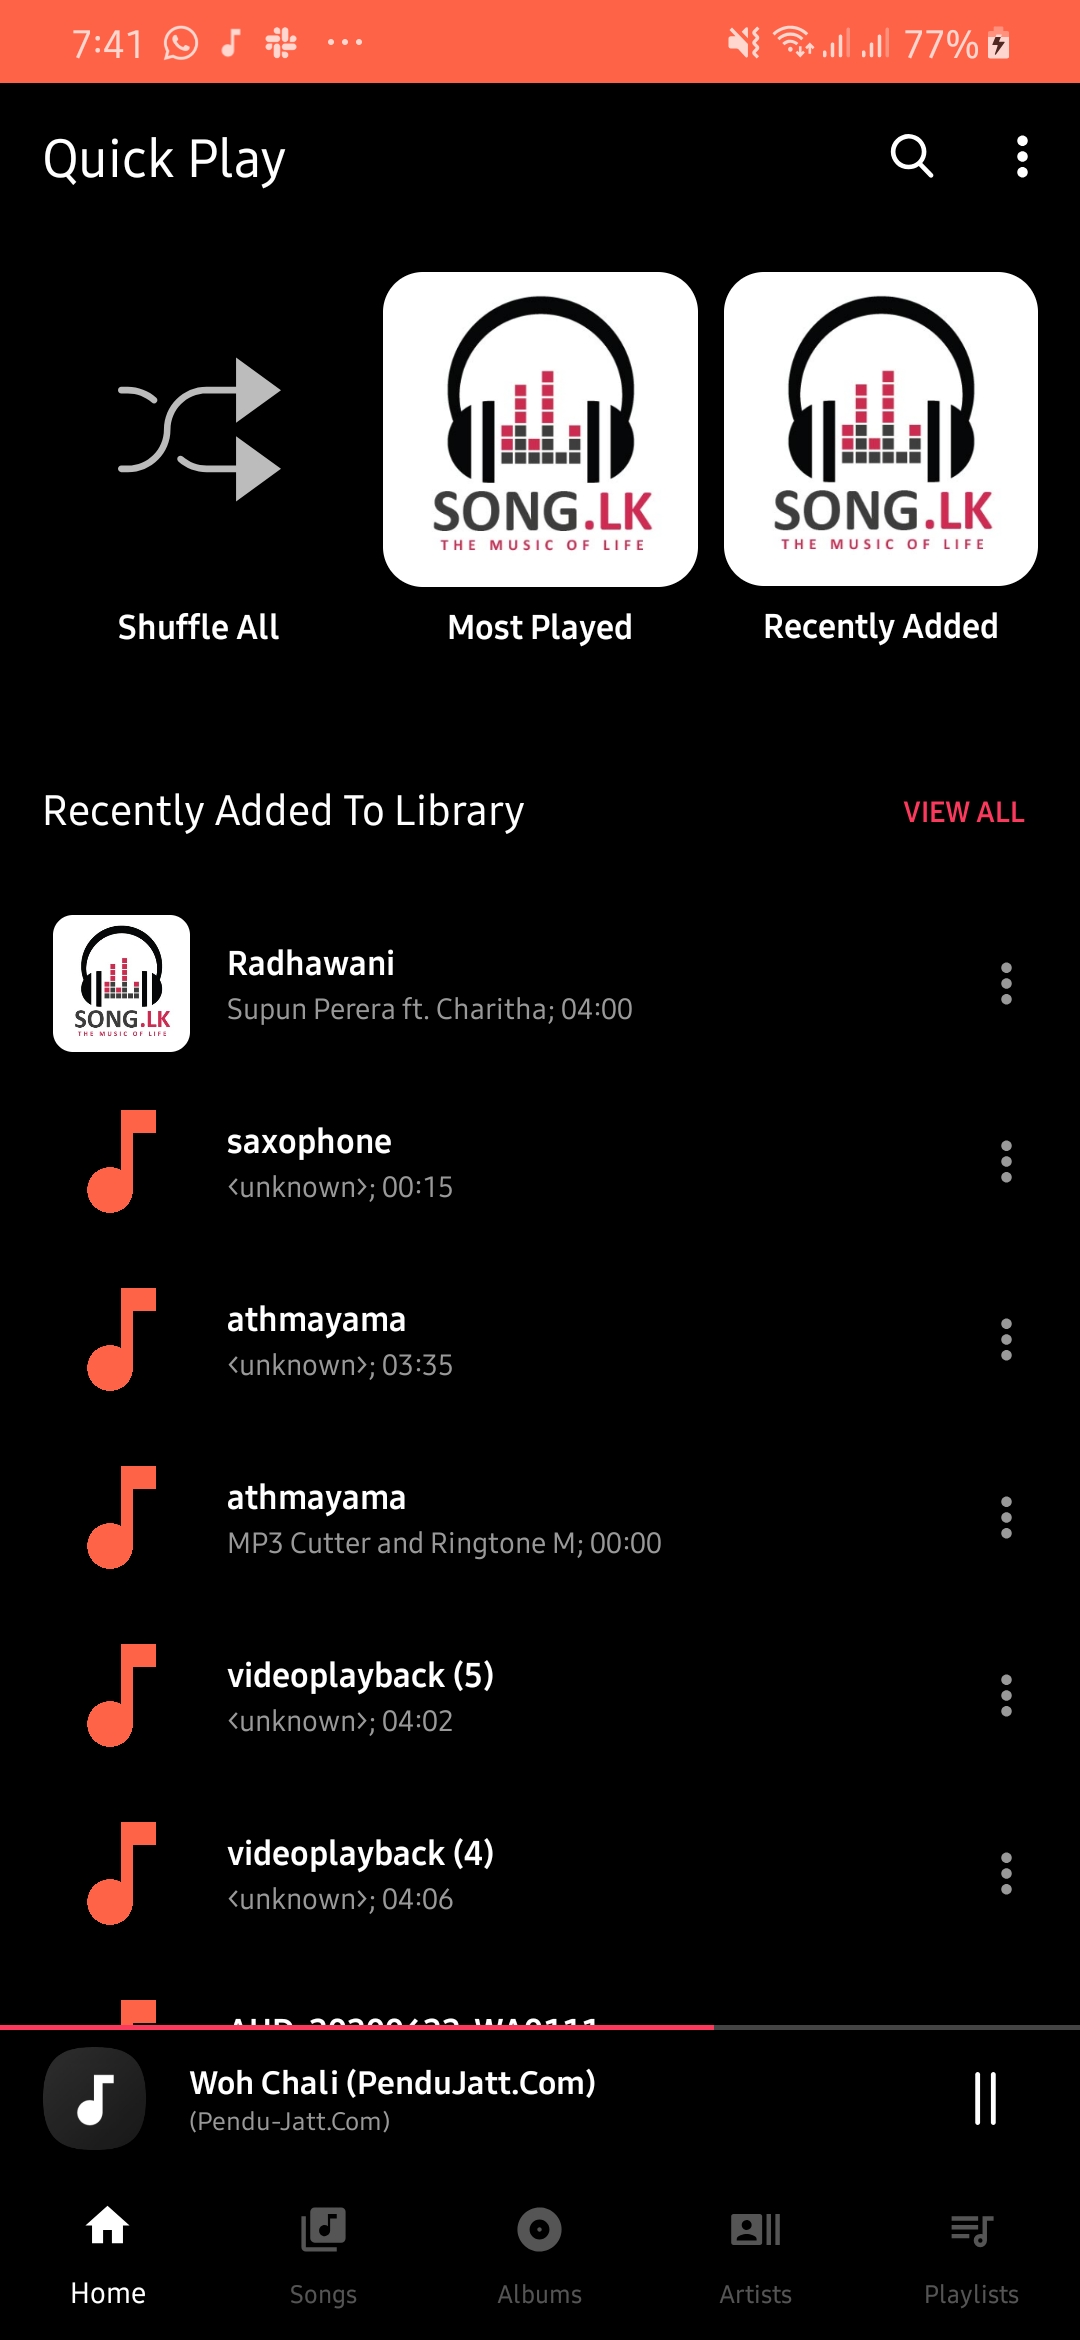 7:41
77%
Quick Play
SONG.LK
THE MUSIC OF LIFE
SONG.LK
THE MUSIC OF LIFE
Shuffle All
Most Played
Recently Added
Recently Added To Library
VIEW ALL
SONG.LK
THE MUSIC OF LIFE
Radhawani
Supun Perera ft. Charitha; 04:00
saxophone
<unknown>; 00:15
athmayama
<unknown>; 03:35
athmayama
MP3 Cutter and Ringtone M; 00:00
videoplayback (5)
<unknown>; 04:02
videoplayback (4)
<unknown>; 04:06
Woh Chali (PenduJatt.Com)
(Pendu-Jatt.Com)
Home
Songs
Albums
Artists
Playlists